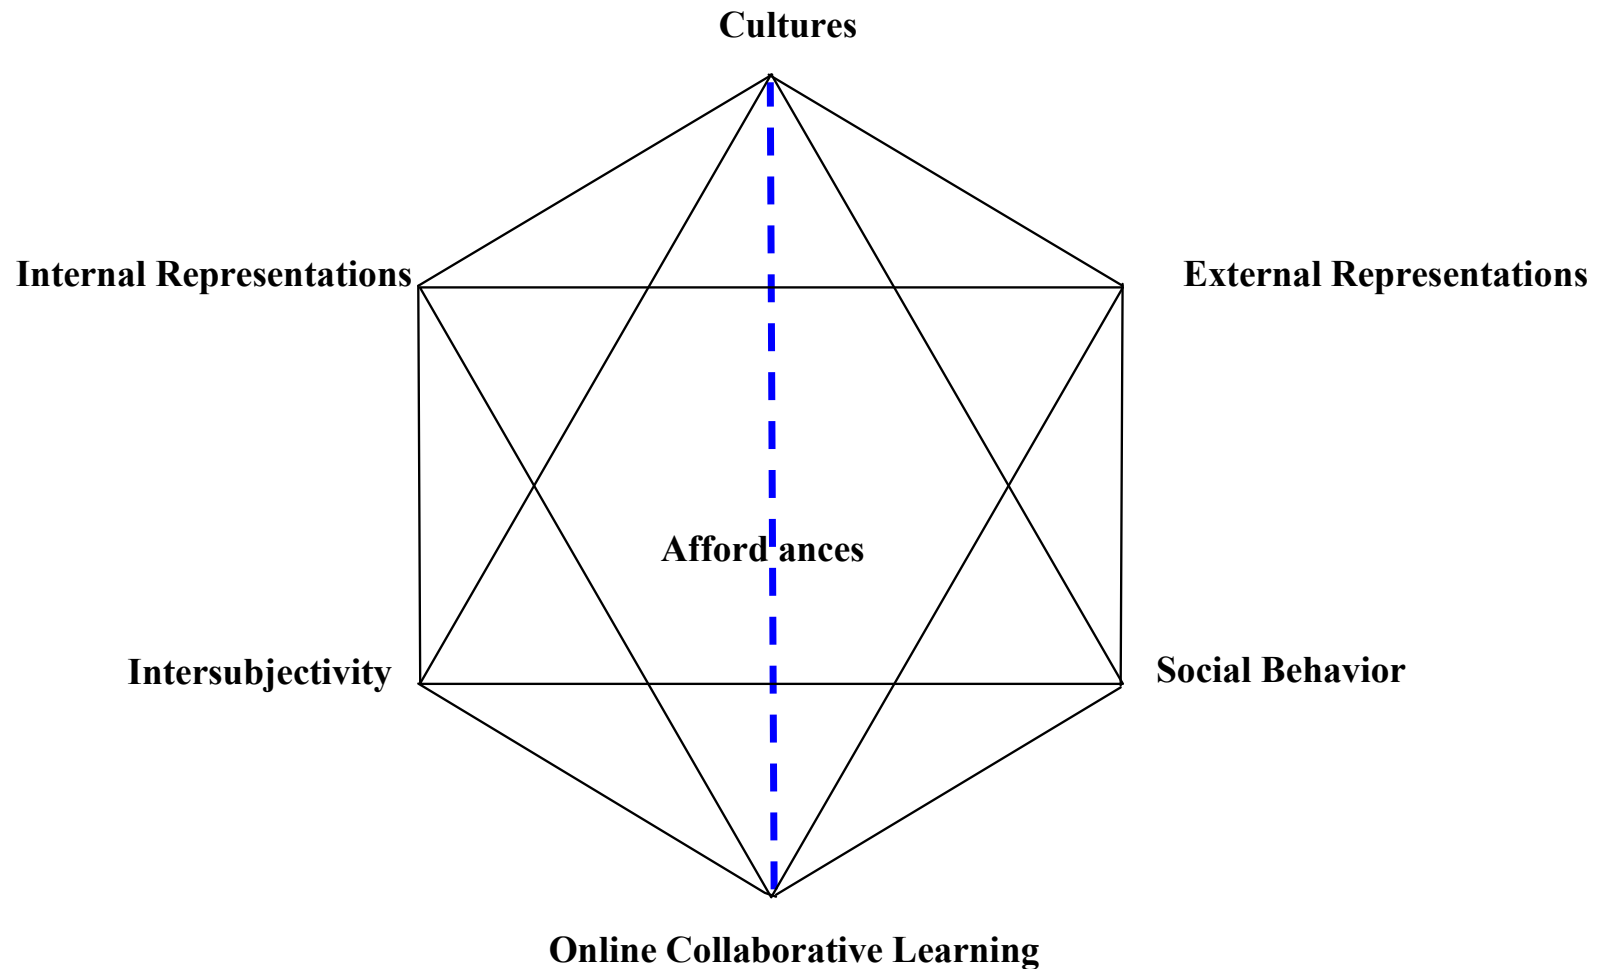 Cultures
Internal Representations
External Representations
Afford ances
Intersubjectivity
Social Behavior
Online Collaborative Learning